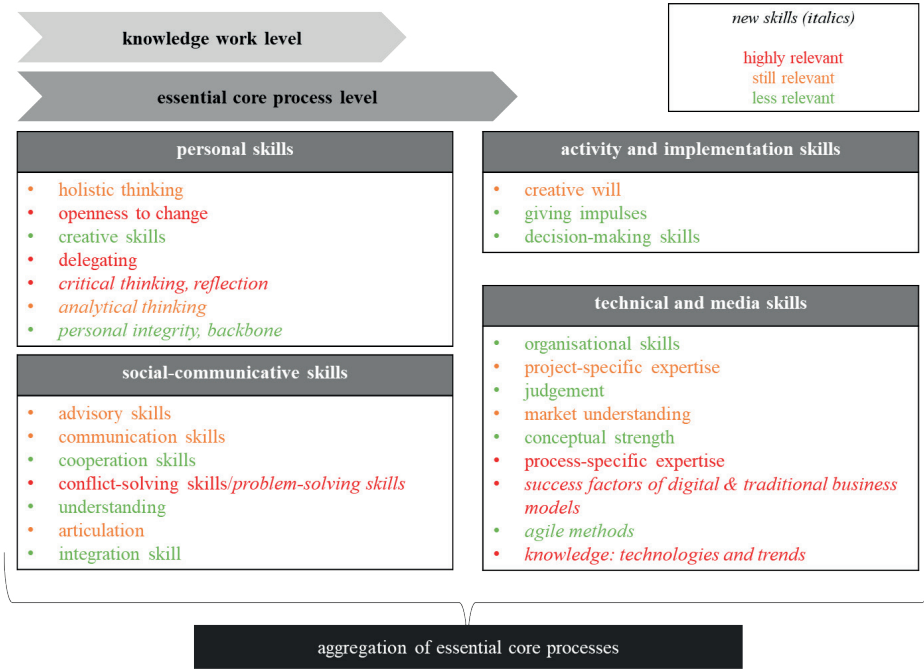 knowledge work level
essential core process level
new skills (italics)
highly relevant
still relevant
less relevant
personal skills
• holistic thinking
• openness to change
• creative skills
• delegating
• critical thinking, reflection
• analytical thinking
• personal integrity, backbone
social-communicative skills
• advisory skills
• communication skills
• cooperation skills
• conflict-solving skills/problem-solving skills
• understanding
• articulation
• integration skill
activity and implementation skills
• creative will
• giving impulses
• decision-making skills
technical and media skills
• organisational skills
• project-specific expertise
• judgement
• market understanding
• conceptual strength
• process-specific expertise
• success factors of digital & traditional business
models
• agile methods
• knowledge: technologies and trends
aggregation of essential core processes